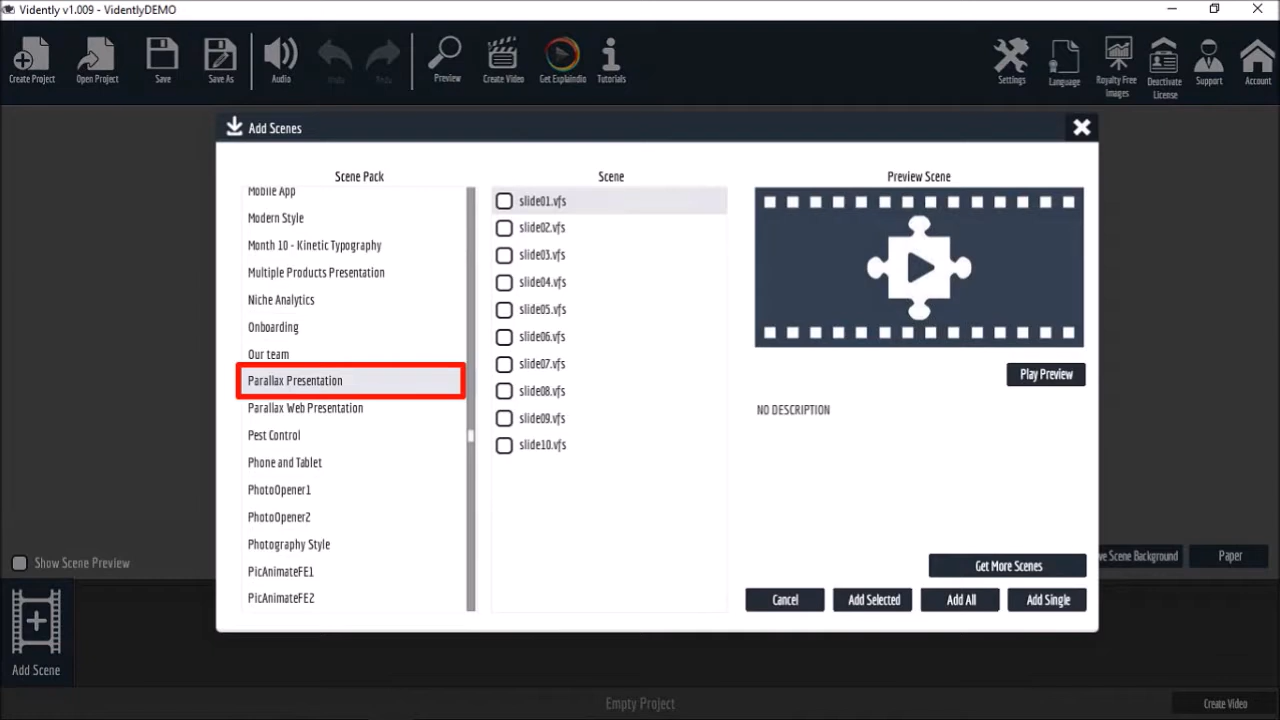 Vidently v1.009 - VidentlyDEMO
Create Project
Open Project
Save
Save As
Audio
Undo
Redo
Preview
Create Video
Get Explaindio
Tutorials
Settings
Language
Royalty Free
Images
Deactivate
License
Support
Account
Add Scenes
Scene Pack
Mobile App
Modern Style
Month 10 - Kinetic Typography
Multiple Products Presentation
Niche Analytics
Onboarding
Our team
Parallax Presentation
Parallax Web Presentation
Pest Control
Phone and Tablet
PhotoOpener1
PhotoOpener2
Photography Style
PicAnimateFE1
PicAnimateFE2
Scene
slide01.vfs
slide02.vfs
slide03.vfs
slide04.vfs
slide05.vfs
slide06.vfs
slide07.vfs
slide08.vfs
slide09.vfs
slide10.vfs
Preview Scene
Play Preview
NO DESCRIPTION
Get More Scenes
Cancel
Add Selected
Add All
Add Single
Show Scene Preview
Scene Background
Paper
Add Scene
Empty Project
Create Video